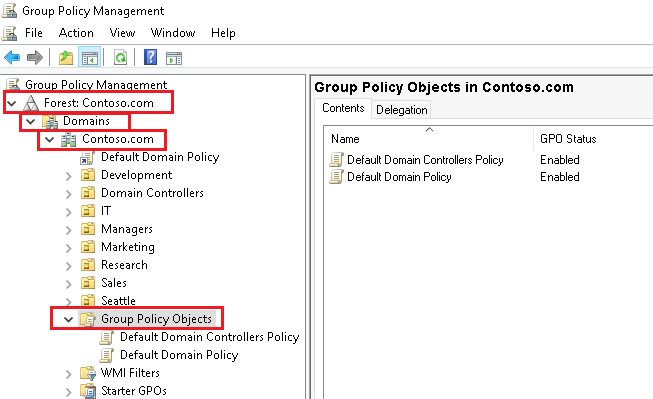 Group Policy Management
File Action View Window Help
Group Policy Management
Forest: Contoso.com
Domains
Contoso.com
Default Domain Policy
Development
Domain Controllers
IT
Managers
Marketing
Research
Sales
Seattle
Group Policy Objects
Default Domain Controllers Policy
Default Domain Policy
WMI Filters
Starter GPOs
Group Policy Objects in Contoso.com
Contents Delegation
Name GPO Status
Default Domain Controllers Policy Enabled
Default Domain Policy Enabled